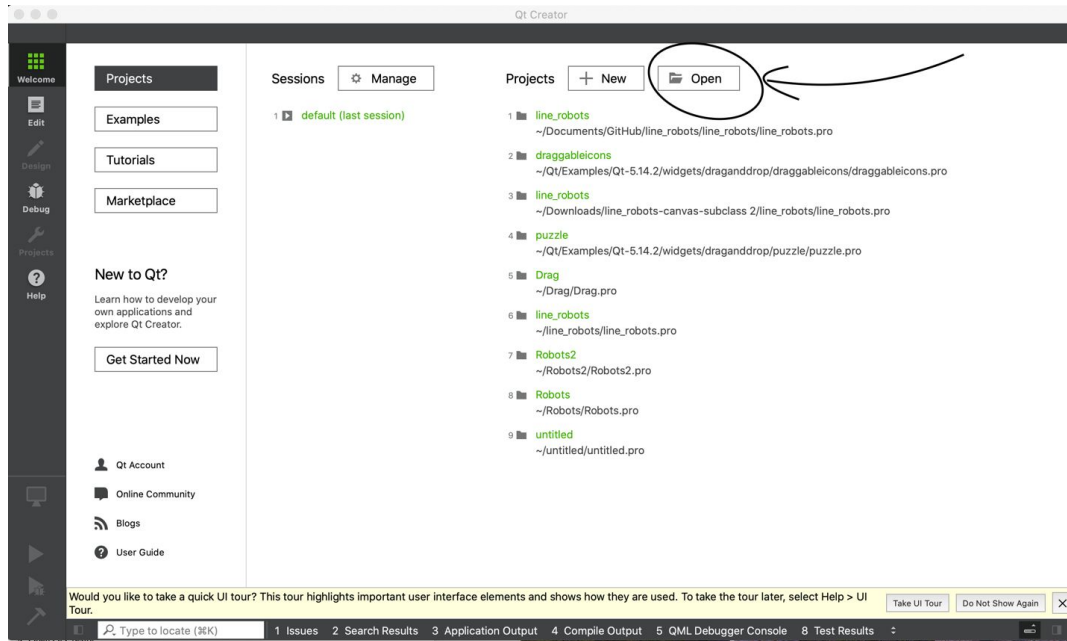 Qt Creator
Welcome
Edit
Design
Debug
Projects
Help
Projects
Examples
Tutorials
Marketplace
New to Qt?
Learn how to develop your
own applications and
explore Qt Creator.
Get Started Now
Qt Account
Online Community
Blogs
User Guide
Sessions
Manage
1 default (last session)
Projects
New
Open
1 line_robots
~/Documents/GitHub/line_robots/line_robots/line_robots.pro
2 draggableicons
~/Qt/Examples/Qt-5.14.2/widgets/draganddrop/draggableicons/draggableicons.pro
3 line_robots
~/Downloads/line_robots-canvas-subclass 2/line_robots/line_robots.pro
4 puzzle
~/Qt/Examples/Qt-5.14.2/widgets/draganddrop/puzzle/puzzle.pro
5 Drag
~/Drag/Drag.pro
6 line_robots
~/line_robots/line_robots.pro
7 Robots2
~/Robots2/Robots2.pro
8 Robots
~/Robots/Robots.pro
9 untitled
~/untitled/untitled.pro
Would you like to take a quick UI tour? This tour highlights important user interface elements and shows how they are used. To take the tour later, select Help > UI
Tour.
Take UI Tour
Do Not Show Again
Type to locate (⌘K)
1 Issues 2 Search Results 3 Application Output 4 Compile Output 5 QML Debugger Console 8 Test Results